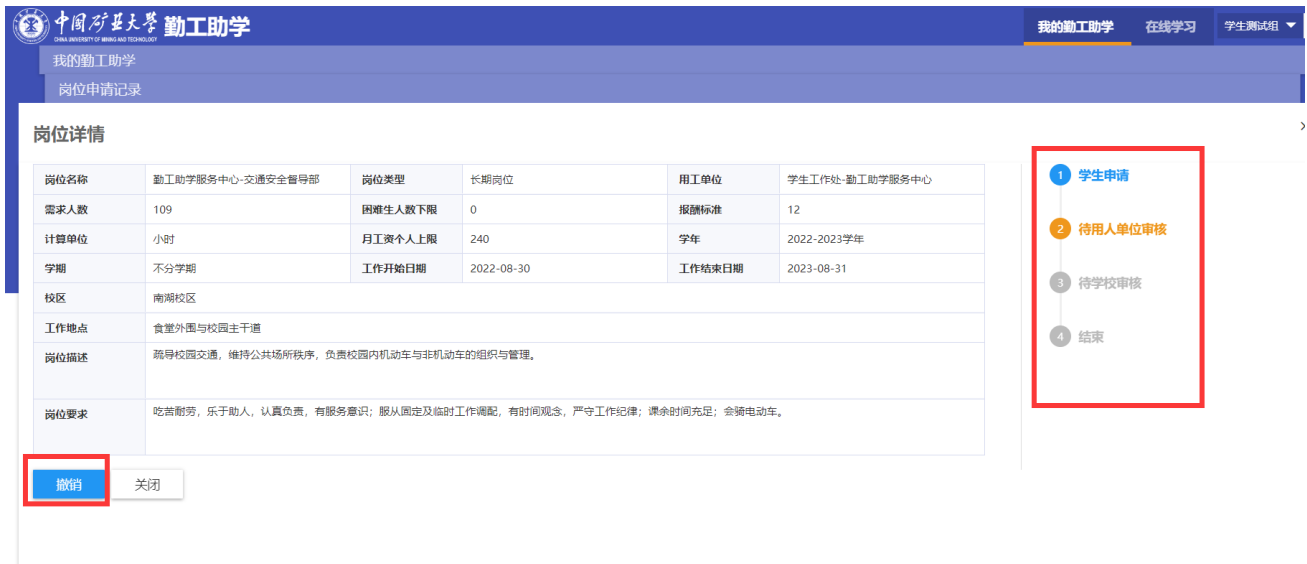 中国矿业大学 勤工助学 我的勤工助学 在线学习 学生测试组
CHINA UNIVERSITY OF MINING AND TECHNOLOGY
我的勤工助学
岗位申请记录
岗位详情
岗位名称 勤工助学服务中心-交通安全督导部 岗位类型 长期岗位 用工单位 学生工作处-勤工助学服务中心
需求人数 109 困难生人数下限 0 报酬标准 12
计算单位 小时 月工资个人上限 240 学年 2022-2023学年
学期 不分学期 工作开始日期 2022-08-30 工作结束日期 2023-08-31
校区 南湖校区
工作地点 食堂外围与校园主干道
岗位描述 疏导校园交通，维持公共场所秩序，负责校园内机动车与非机动车的组织与管理。
岗位要求 吃苦耐劳，乐于助人，认真负责，有服务意识；服从固定及临时工作调配，有时间观念，严守工作纪律；课余时间充足；会骑电动车。
撤销 关闭
1 学生申请
2 待用人单位审核
3 待学校审核
4 结束